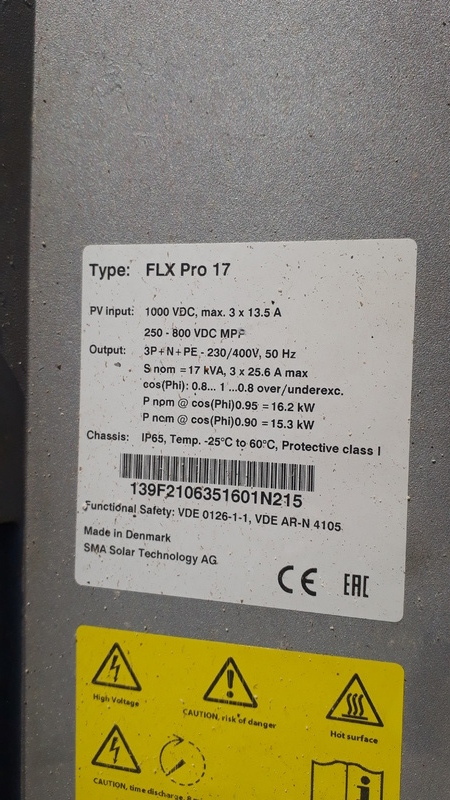 Type: FLX Pro 17
PV input: 1000 VDC, max. 3 x 13.5 A
250 - 800 VDC MPP
Output: 3P+N+PE - 230/400V, 50 Hz
S nom =17 kVA, 3 x 25.6 A max
cos(Phi): 0.8... 1 ...0.8 over/underexc.
P nom @ cos(Phi)0.95 = 16.2 kW
P nom @ cos(Phi)0.90 = 15.3 kW
Chassis: IP65, Temp. -25°C to 60°C, Protective class I
139F2106351601N215
Functional Safety: VDE 0126-1-1, VDE AR-N 4105
Made in Denmark
SMA Solar Technology AG
CE EAC
High Voltage
CAUTION, risk of danger
Hot surface
CAUTION, time discharge,